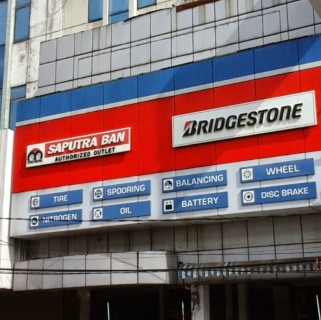 SAPUTRA BAN
AUTHORIZED OUTLET
BRIDGESTONE
TIRE
SPOORING
BALANCING
WHEEL
NITROGEN
OIL
BATTERY
DISC BRAKE